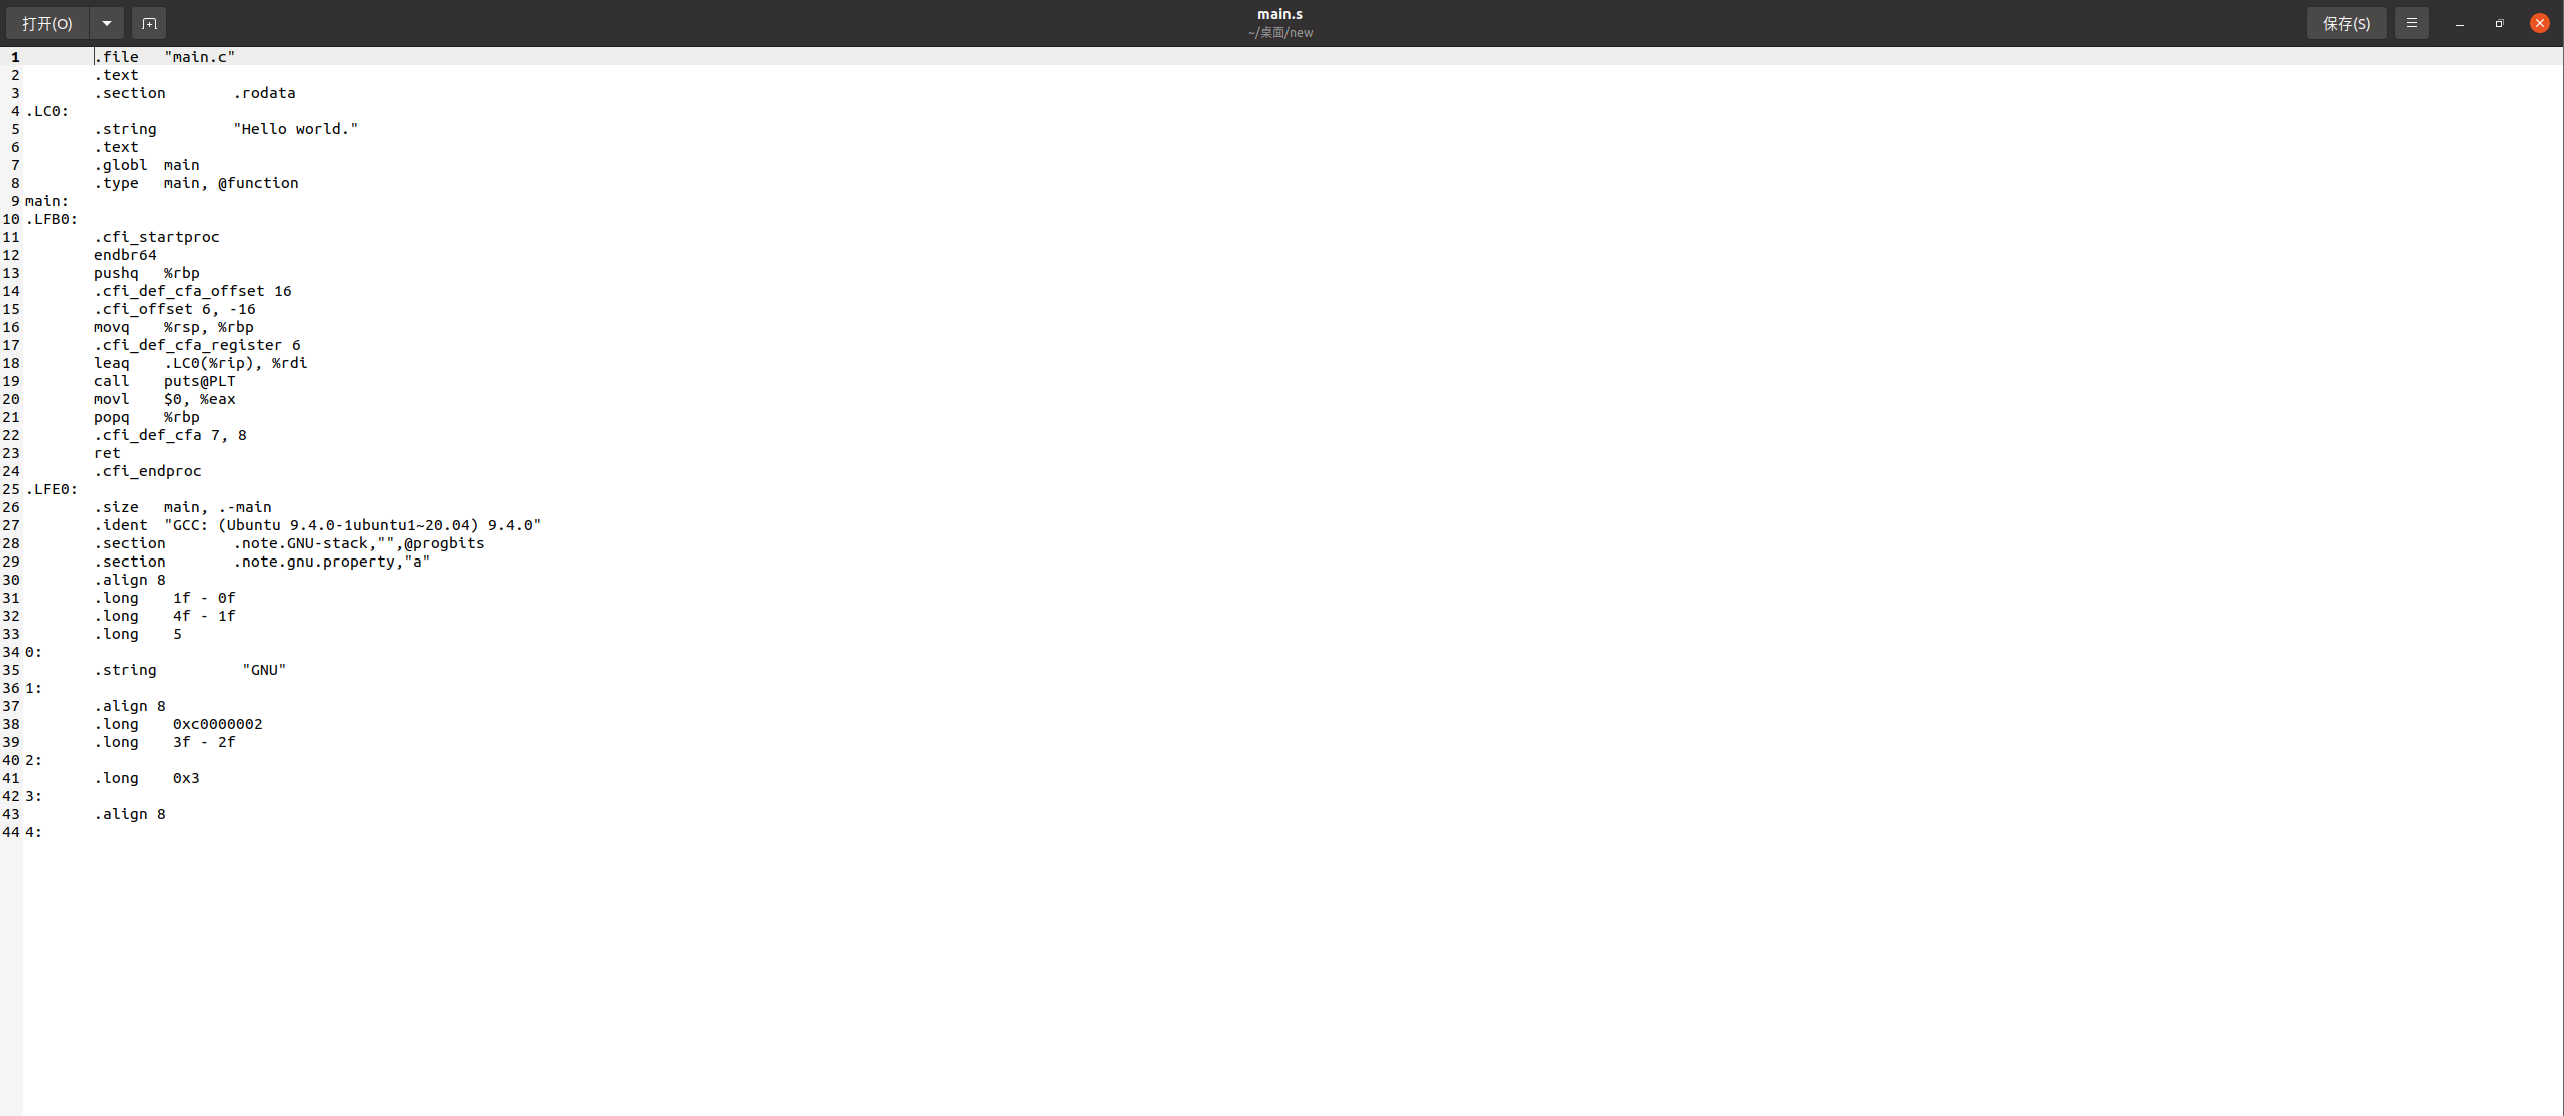 打开(O)
main.s
~/桌面/new
保存(S)
1 .file "main.c"
2 .text
3 .section .rodata
4 .LC0:
5 .string "Hello world."
6 .text
7 .globl main
8 .type main, @function
9 main:
10 .LFB0:
11 .cfi_startproc
12 endbr64
13 pushq %rbp
14 .cfi_def_cfa_offset 16
15 .cfi_offset 6, -16
16 movq %rsp, %rbp
17 .cfi_def_cfa_register 6
18 leaq .LC0(%rip), %rdi
19 call puts@PLT
20 movl $0, %eax
21 popq %rbp
22 .cfi_def_cfa 7, 8
23 ret
24 .cfi_endproc
25 .LFE0:
26 .size main, .-main
27 .ident "GCC: (Ubuntu 9.4.0-1ubuntu1~20.04) 9.4.0"
28 .section .note.GNU-stack,"",@progbits
29 .section .note.gnu.property,"a"
30 .align 8
31 .long 1f - 0f
32 .long 4f - 1f
33 .long 5
34 0:
35 .string "GNU"
36 1:
37 .align 8
38 .long 0xc0000002
39 .long 3f - 2f
40 2:
41 .long 0x3
42 3:
43 .align 8
44 4: